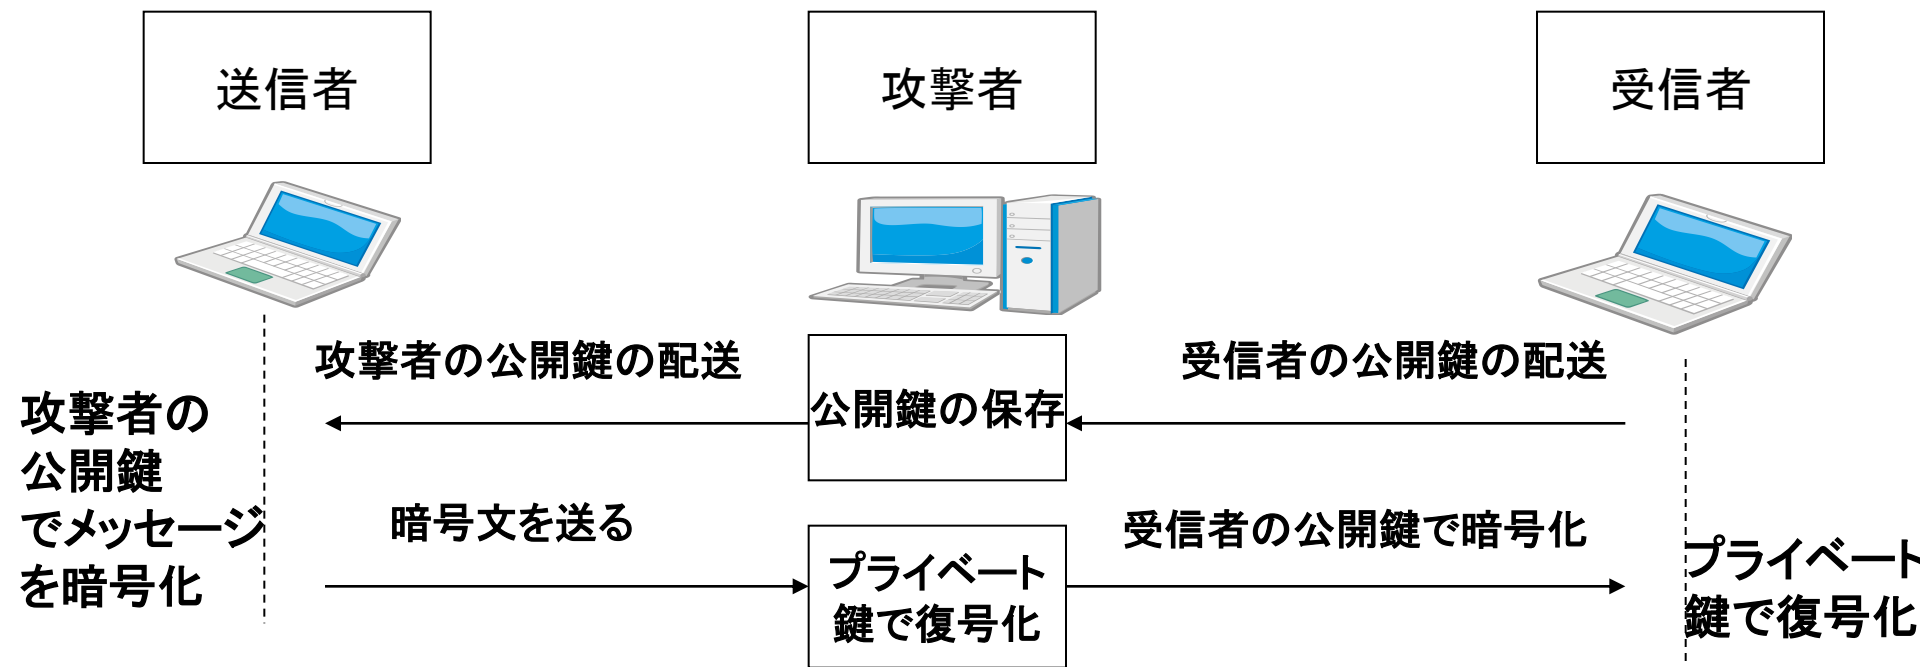 送信者
攻撃者
受信者
攻撃者の公開鍵の配送
受信者の公開鍵の配送
公開鍵の保存
攻撃者の
公開鍵
でメッセージ
を暗号化
暗号文を送る
受信者の公開鍵で暗号化
プライベート
鍵で復号化
プライベート
鍵で復号化